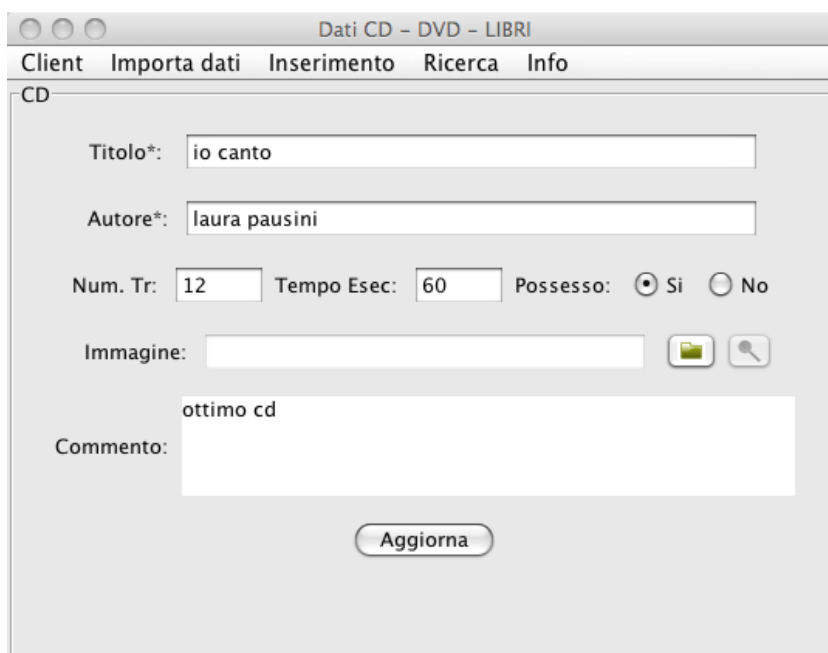 Dati CD – DVD – LIBRI
Client Importa dati Inserimento Ricerca Info
CD
Titolo*: io canto
Autore*: laura pausini
Num. Tr: 12 Tempo Esec: 60 Possesso: Si No
Immagine:
ottimo cd
Commento:
Aggiorna